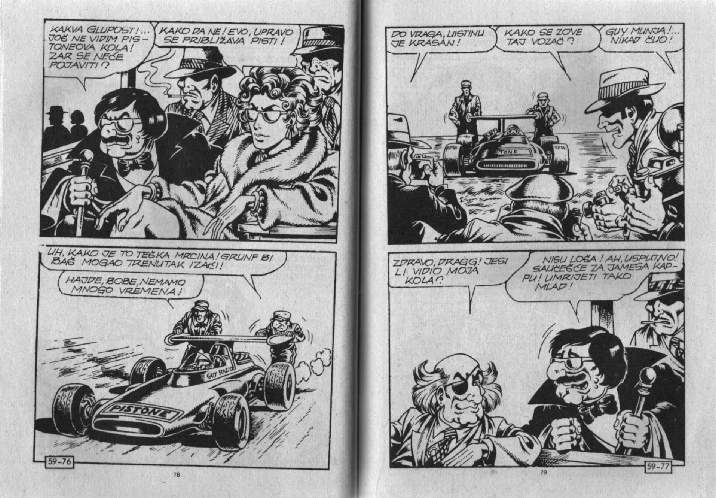 KAKVA GLUPOST!...
JOŠ NE VIDIM PIS-
TONEOVA KOLA!
ZAR SE NEĆE
POJAVITI?
KAKO DA NE! EVO, UPRAVO
SE PRIBLIŽAVA PISTI!
UH, KAKO JE TO TEŠKA MRCINA! GRUNF BI
BAŠ MOGAO TRENUTAK IZAĆI!
HAJDE, BOBE, NEMAMO
MNOGO VREMENA!
PISTONE
59-76
78
DO VRAGA, UISTINU
JE KRASAN!
KAKO SE ZOVE
TAJ VOZAČ?
GUY MUNJA!...
NIKAD ČUO!
PISTONE
ZDRAVO, DRAGG! JESI
LI VIDIO MOJA
KOLA?
NISU LOŠA! AH, USPUTNO!
SAUČEŠĆE ZA JAMESA KAP-
PU! UMRIJETI TAKO
MLAD!
79
59-77